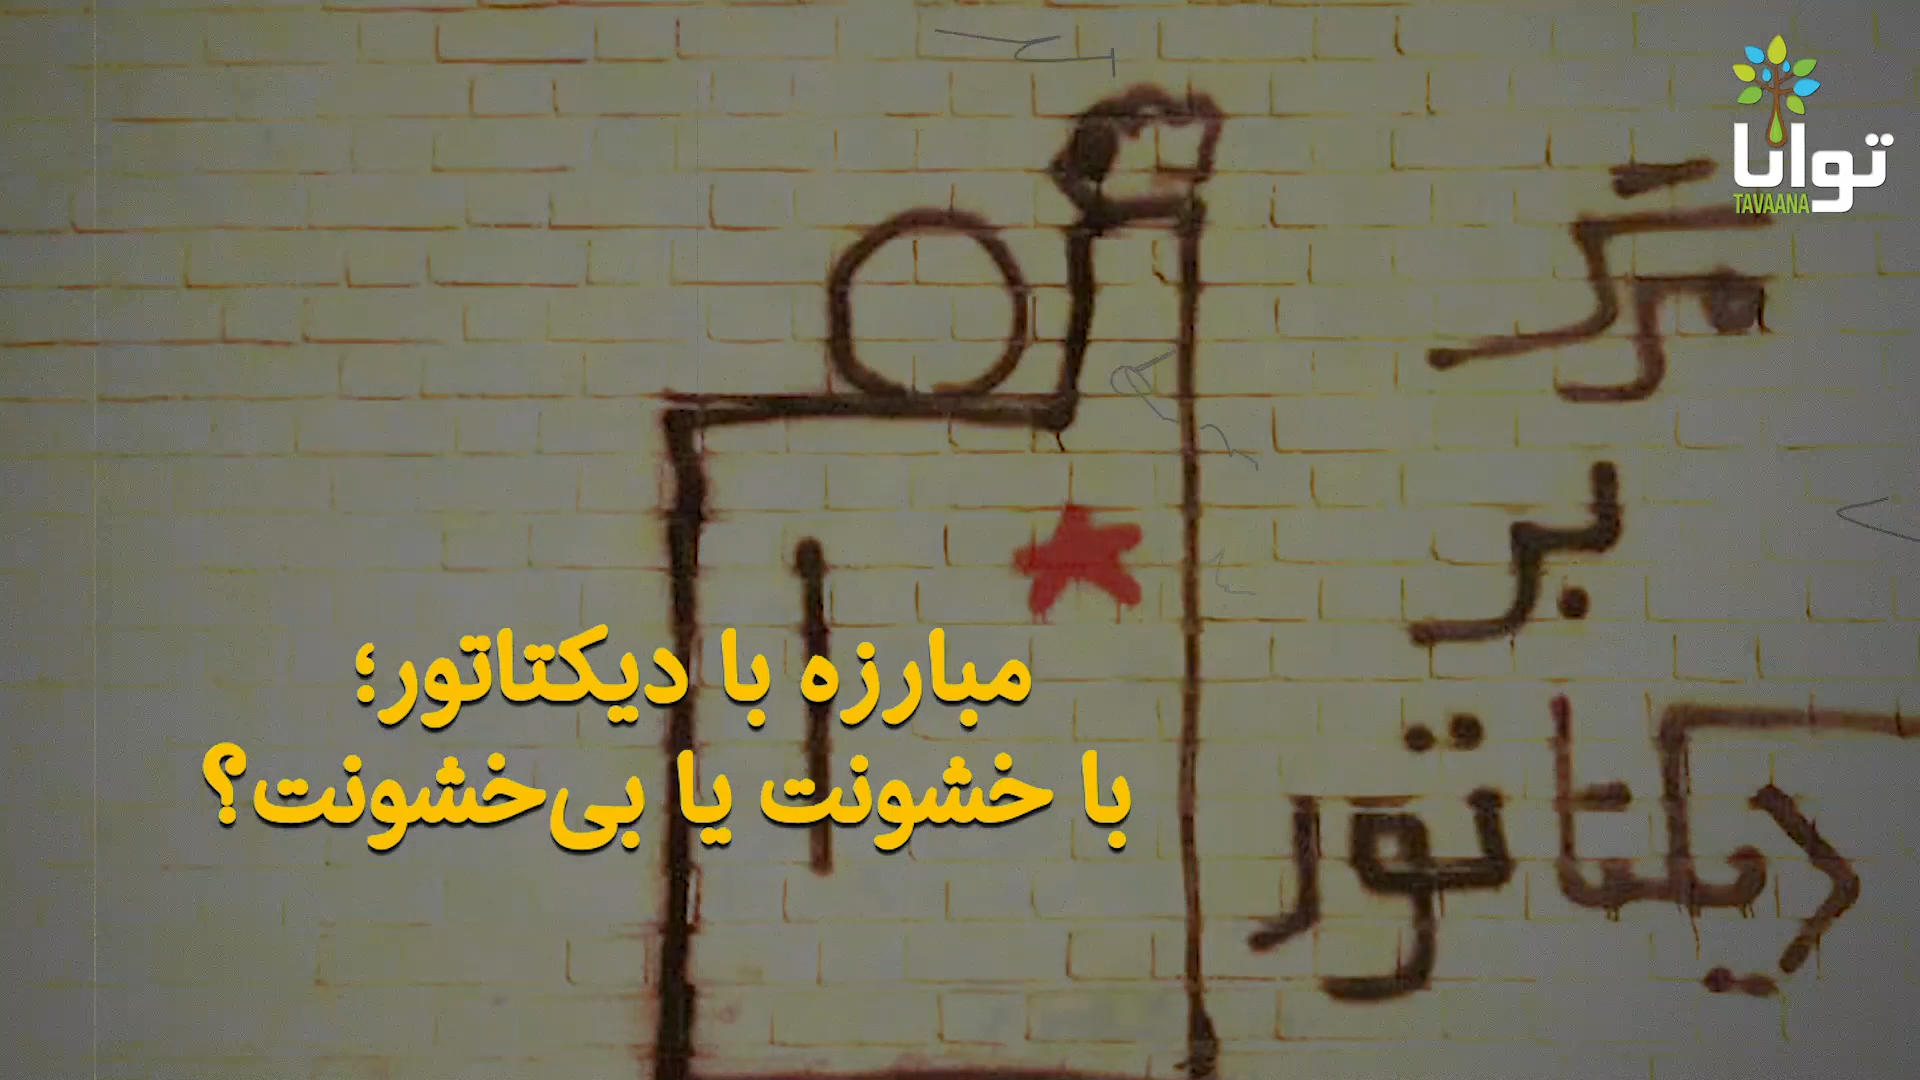 توانا
TAVAANA
مرگ
بر
دیکتاتور
مبارزه با دیکتاتور؛
با خشونت یا بی‌خشونت؟